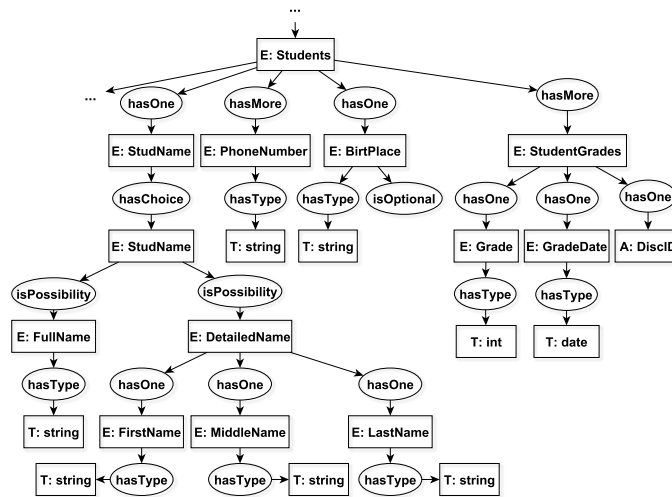 ...
E: Students
...
hasOne
hasMore
hasOne
hasMore
E: StudName
E: PhoneNumber
E: BirtPlace
E: StudentGrades
hasChoice
hasType
hasType
isOptional
hasOne
hasOne
hasOne
E: StudName
T: string
T: string
E: Grade
E: GradeDate
A: DiscID
isPossibility
isPossibility
hasType
hasType
E: FullName
E: DetailedName
T: int
T: date
hasType
hasOne
hasOne
hasOne
T: string
E: FirstName
E: MiddleName
E: LastName
T: string
hasType
hasType
T: string
hasType
T: string